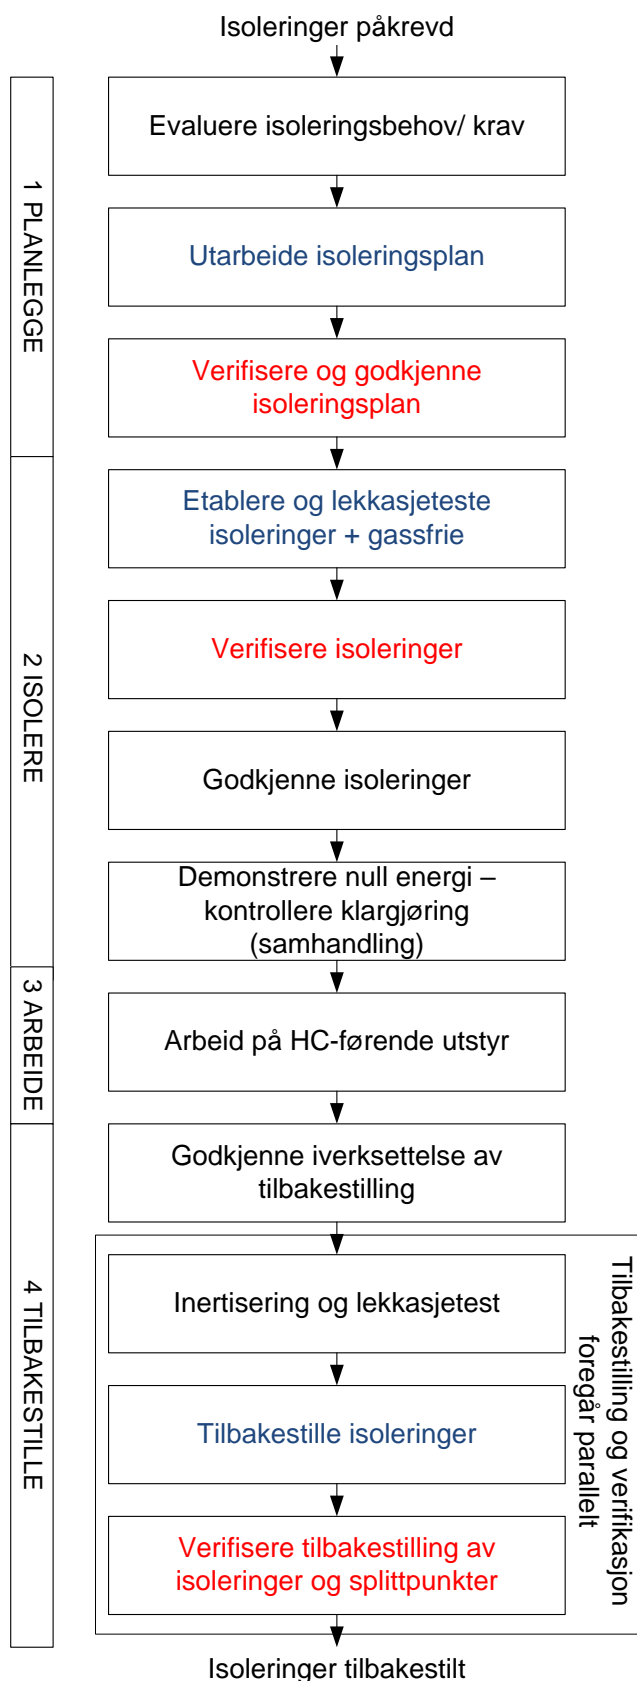 Isoleringer påkrevd
1 PLANLEGGE
Evaluere isoleringsbehov/ krav
Utarbeide isoleringsplan
Verifisere og godkjenne
isoleringsplan
2 ISOLERE
Etablere og lekkasjeteste
isoleringer + gassfrie
Verifisere isoleringer
Godkjenne isoleringer
Demonstrere null energi –
kontrollere klargjøring
(samhandling)
3 ARBEIDE
Arbeid på HC-førende utstyr
4 TILBAKESTILLE
Godkjenne iverksettelse av
tilbakestilling
Inertisering og lekkasjetest
Tilbakestille isoleringer
Verifisere tilbakestilling av
isoleringer og splittpunkter
Tilbakestilling og verifikasjon
foregår parallelt
Isoleringer tilbakestilt